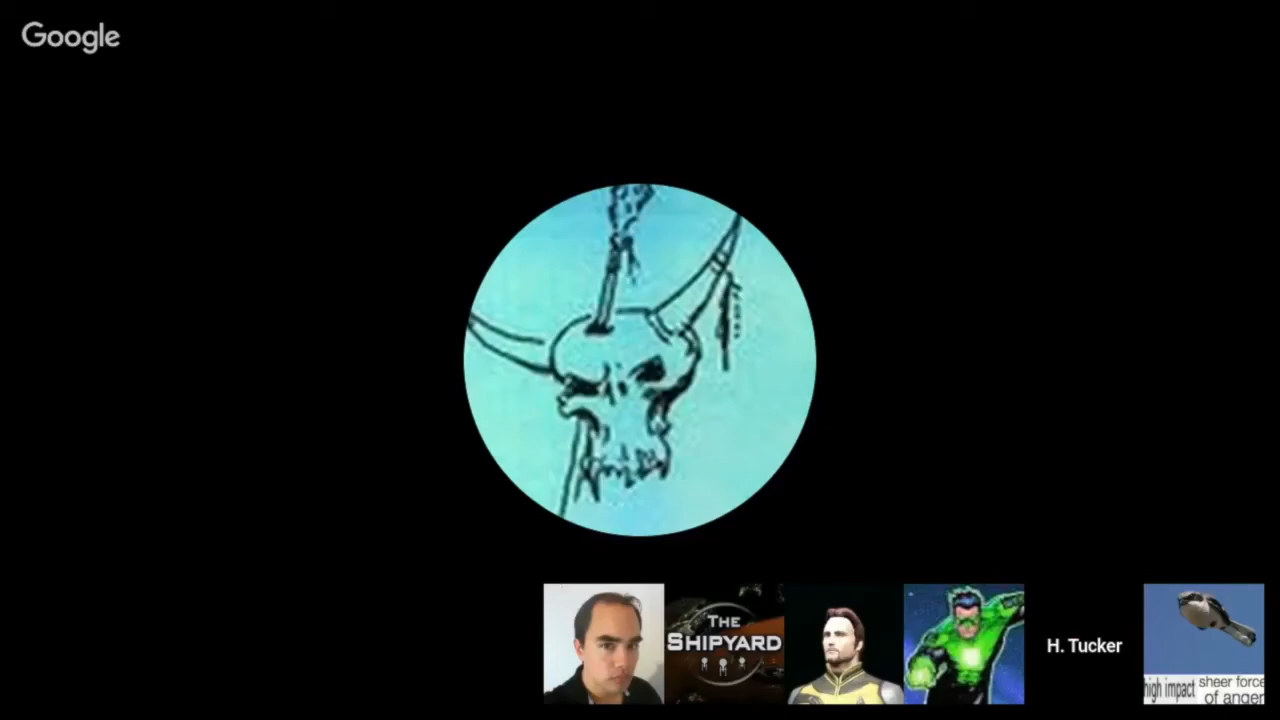 Google
THE
SHIPYARD
H. Tucker
high impact
sheer force
of anger